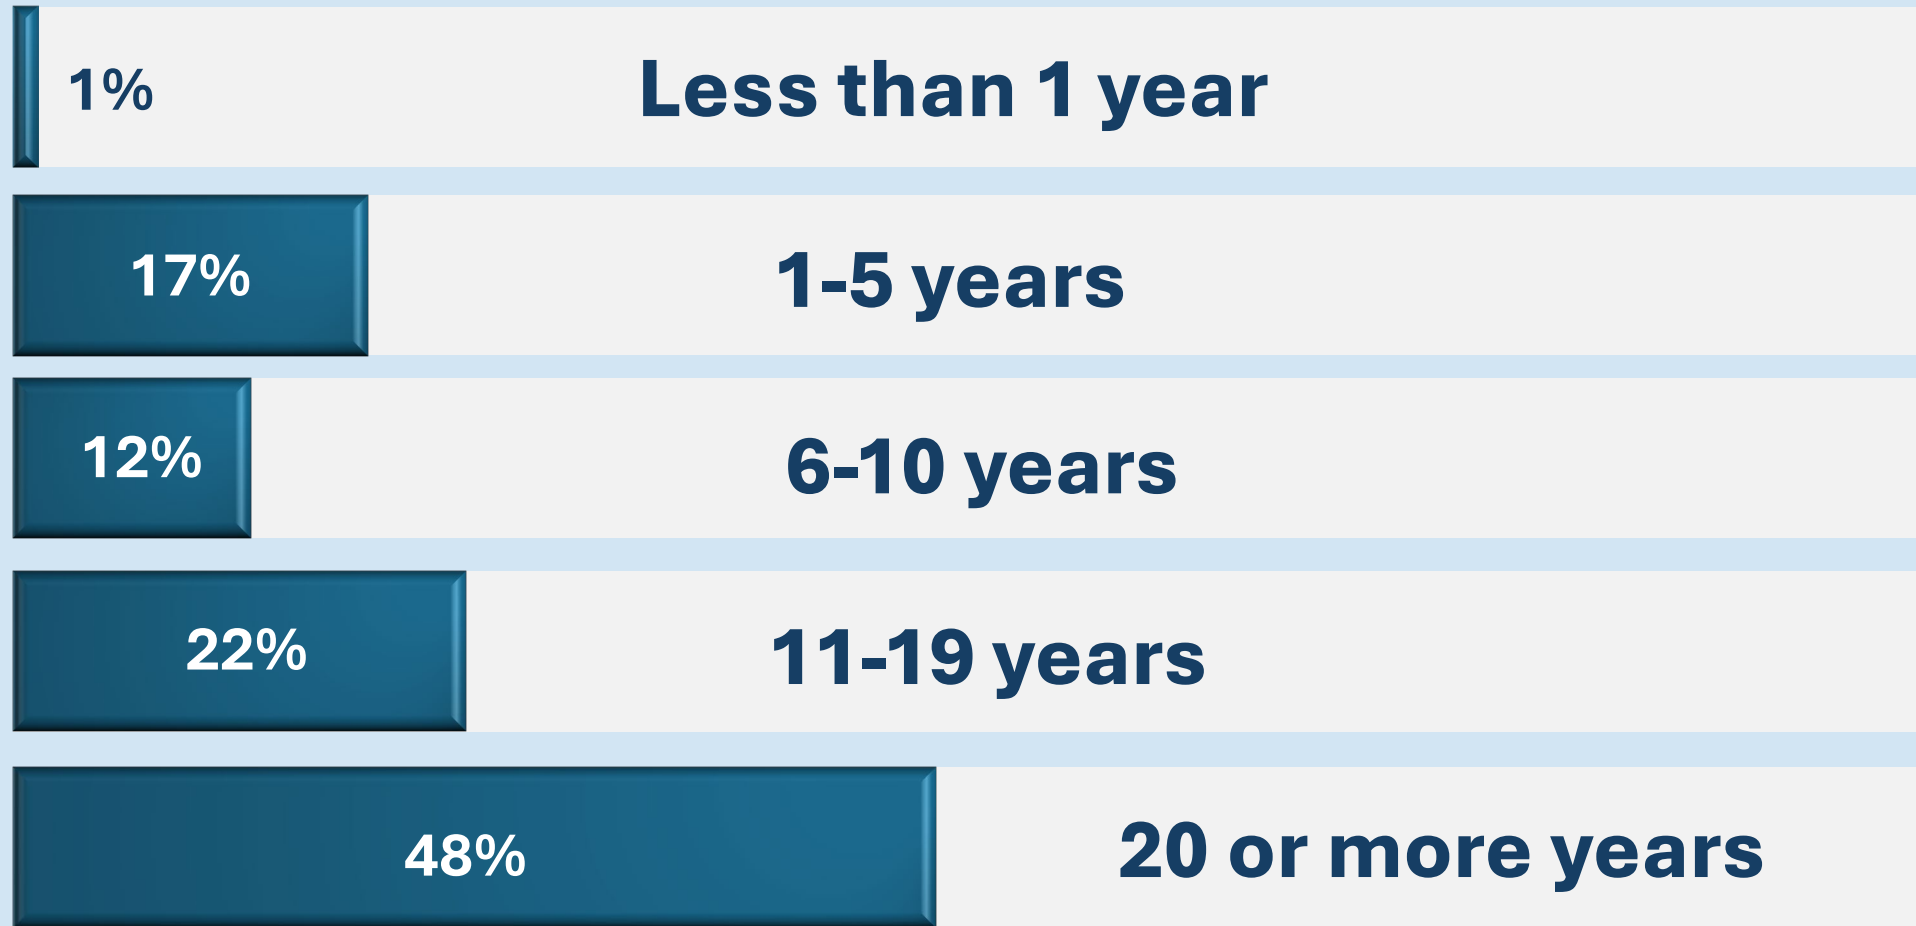 1% Less than 1 year
17% 1-5 years
12% 6-10 years
22% 11-19 years
48% 20 or more years